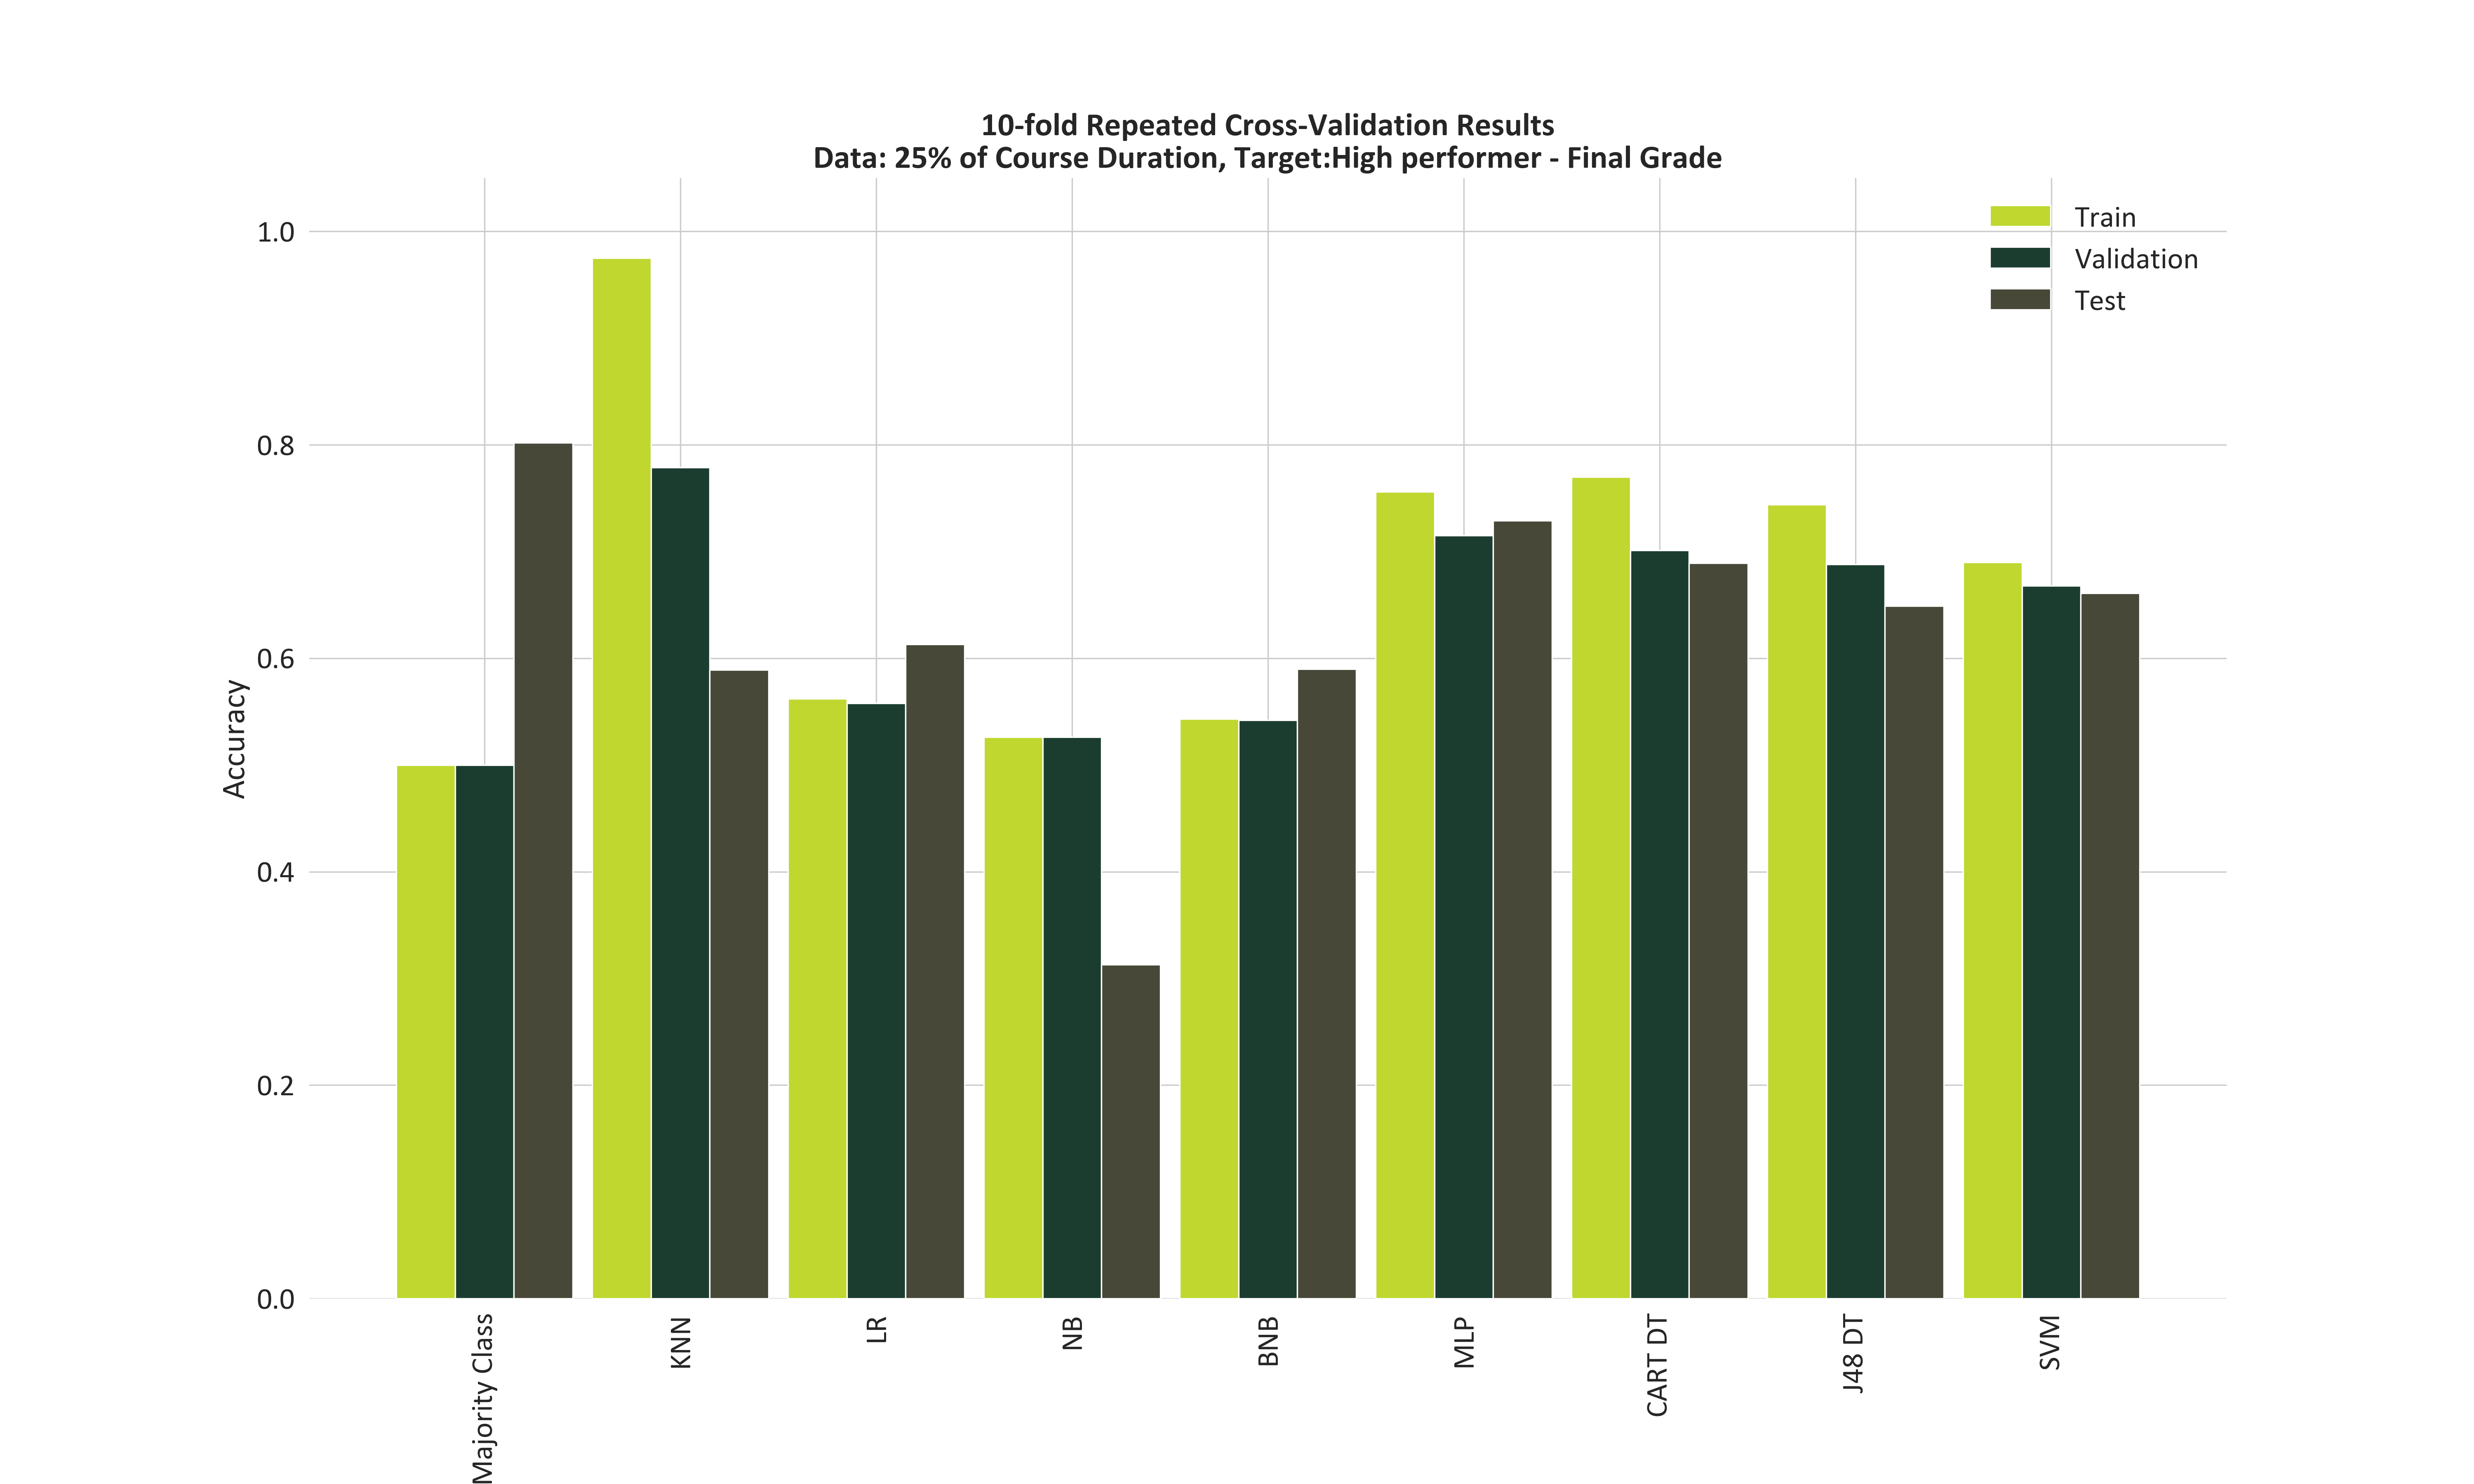 10-fold Repeated Cross-Validation Results
Data: 25% of Course Duration, Target:High performer - Final Grade
Train
Validation
Test
Accuracy
1.0
0.8
0.6
0.4
0.2
0.0
Majority Class
KNN
LR
NB
BNB
MLP
CART DT
J48 DT
SVM